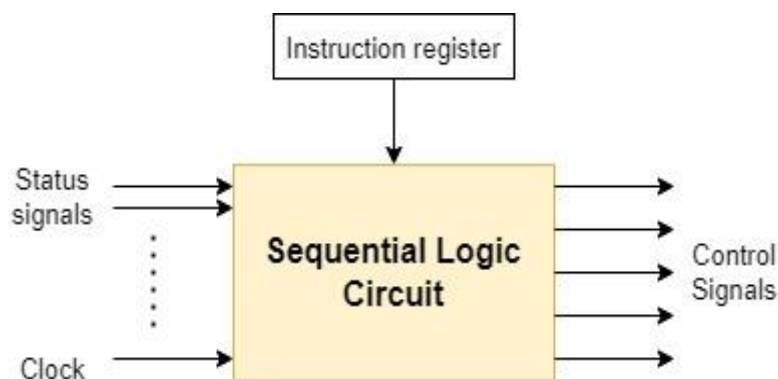 Instruction register
Status
signals
Sequential Logic
Circuit
Control
Signals
Clock